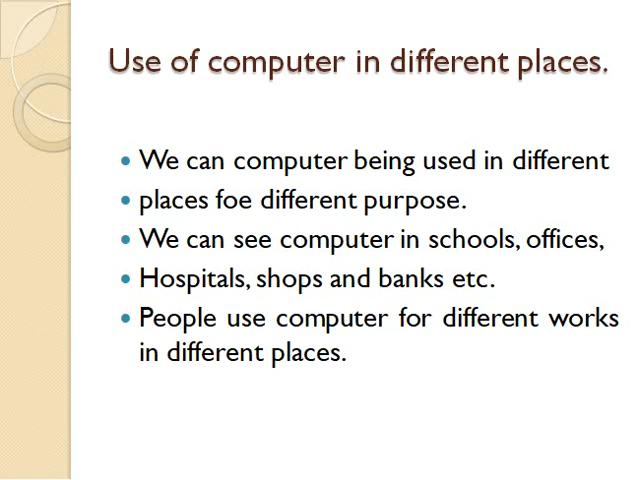 Use of computer in different places.
• We can computer being used in different
• places foe different purpose.
• We can see computer in schools, offices,
• Hospitals, shops and banks etc.
• People use computer for different works
in different places.